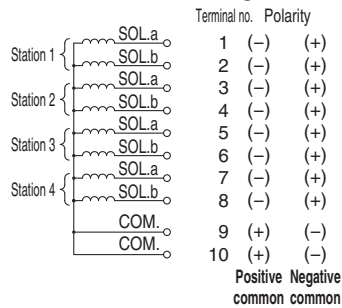 Terminal no. Polarity
Station 1 SOL.a 1 (−) (+)
SOL.b 2 (−) (+)
Station 2 SOL.a 3 (−) (+)
SOL.b 4 (−) (+)
Station 3 SOL.a 5 (−) (+)
SOL.b 6 (−) (+)
Station 4 SOL.a 7 (−) (+)
SOL.b 8 (−) (+)
COM. 9 (+) (−)
COM. 10 (+) (−)
Positive Negative
common common